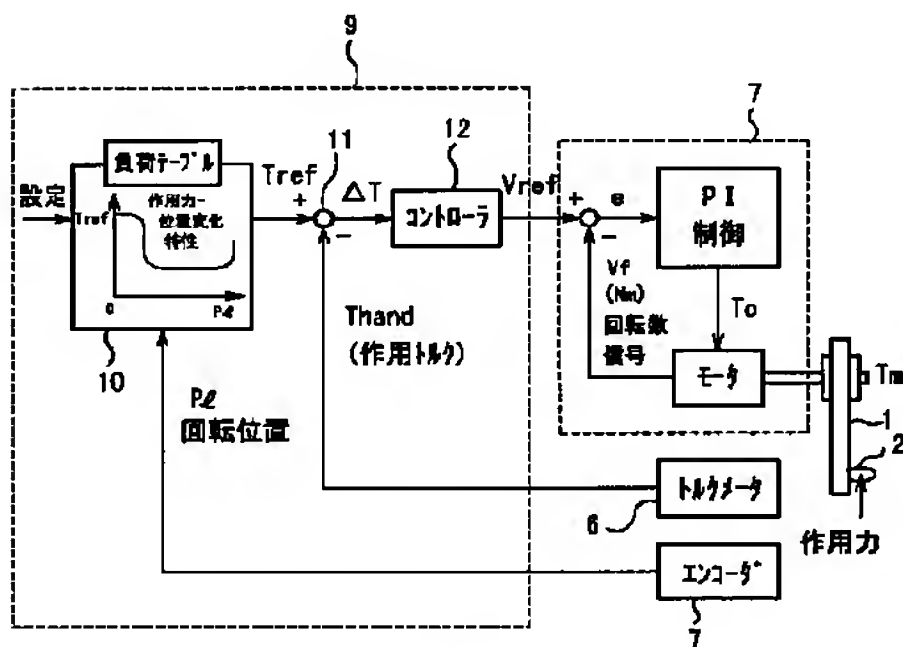 9
7
負荷テーブル
設定
Tref
作用力-
位置変化
特性
0
Pℓ
10
Tref
+
11
-
ΔT
12
コントローラ
Vref
+
-
e
PI
制御
Vf
(Nm)
回転数
信号
Tc
モータ
Tm
1
2
作用力
Thand
(作用トルク)
Pℓ
回転位置
トルクメータ
6
エンコーダ
7